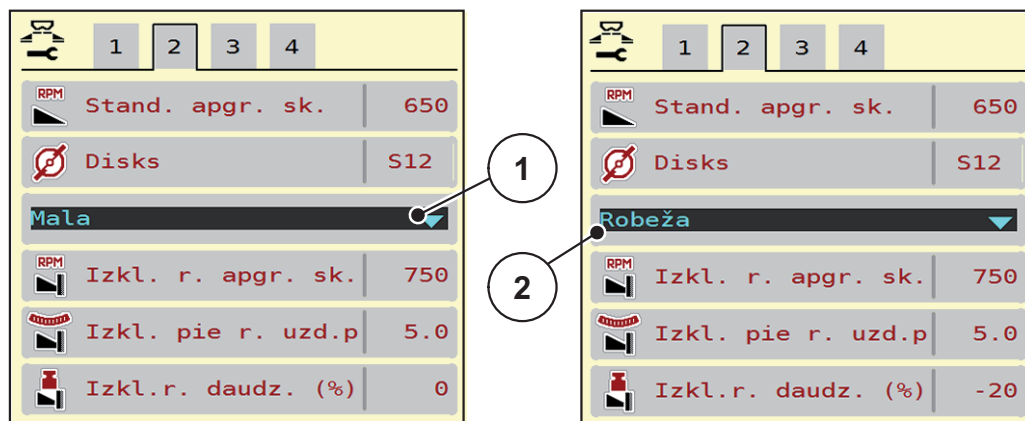 1 2 3 4
RPM Stand. apgr. sk. 650
Disks S12
Mala
RPM Izkl. r. apgr. sk. 750
Izkl. pie r. uzd.p 5.0
Izkl.r. daudz. (%) 0
1
2
1 2 3 4
RPM Stand. apgr. sk. 650
Disks S12
Robeža
RPM Izkl. r. apgr. sk. 750
Izkl. pie r. uzd.p 5.0
Izkl.r. daudz. (%) -20